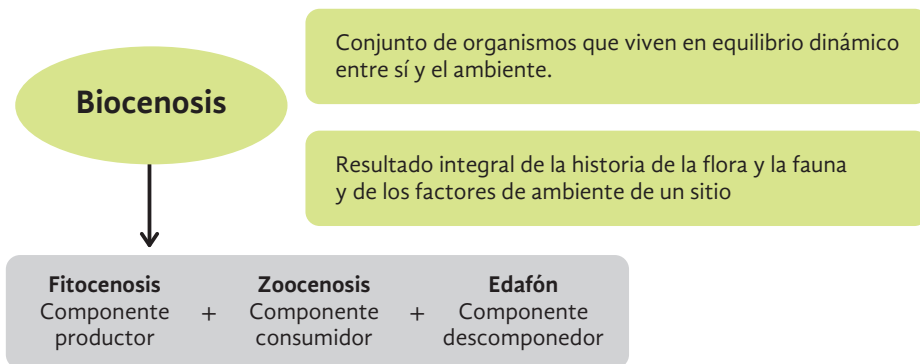 Biocenosis
Conjunto de organismos que viven en equilibrio dinámico
entre sí y el ambiente.
Resultado integral de la historia de la flora y la fauna
y de los factores de ambiente de un sitio
Fitocenosis
Componente
productor
+
Zoocenosis
Componente
consumidor
+
Edafón
Componente
descomponedor